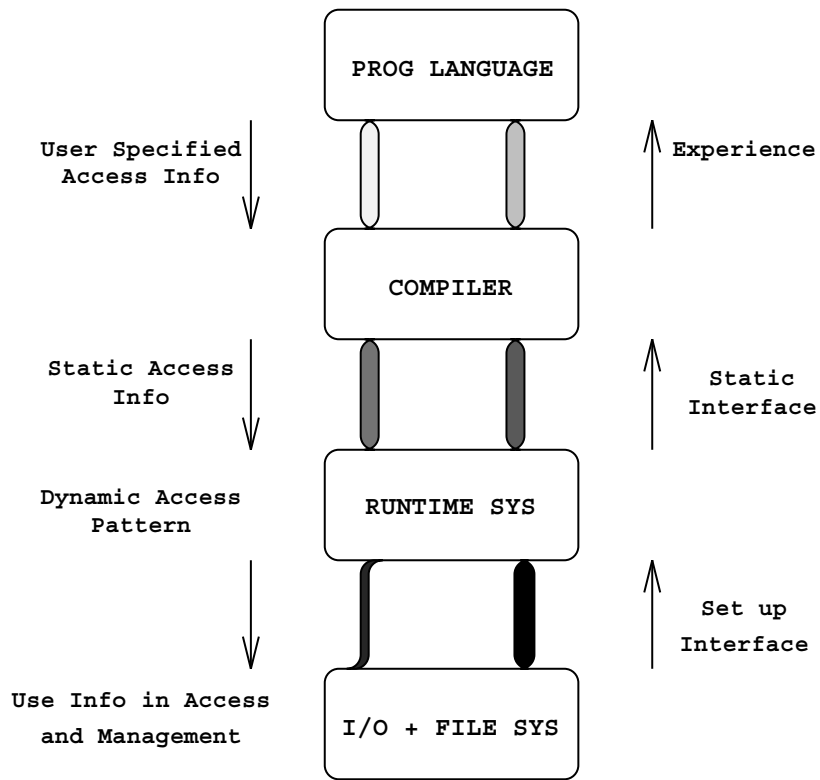 PROG LANGUAGE
User Specified
Access Info
Experience
COMPILER
Static Access
Info
Static
Interface
Dynamic Access
Pattern
RUNTIME SYS
Set up
Interface
Use Info in Access
and Management
I/O + FILE SYS